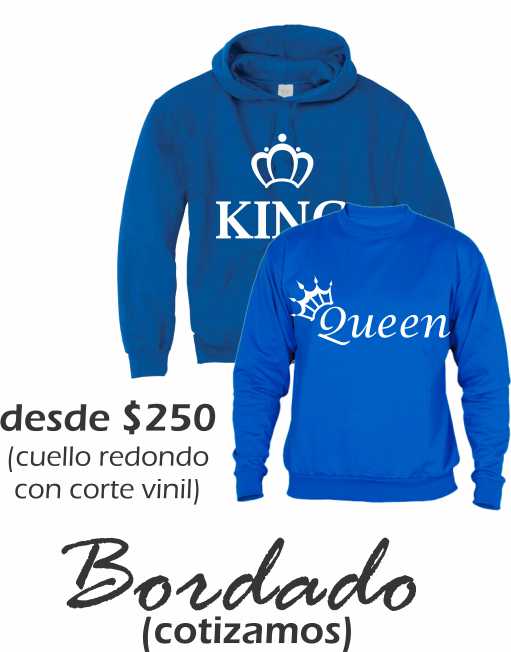 KING
Queen
desde $250
(cuello redondo
con corte vinil)
Bordado
(cotizamos)